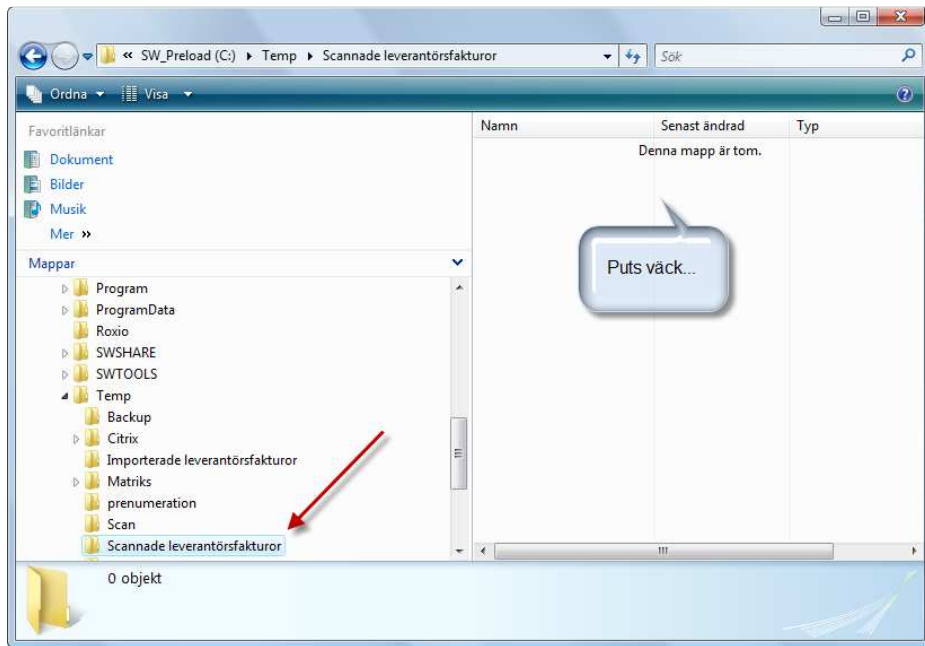 « SW_Preload (C:) Temp Scannade leverantörsfakturor Sök
Ordna Visa
Favoritlänkar
Dokument
Bilder
Musik
Mer »
Mappar
Program
ProgramData
Roxio
SWSHARE
SWTOOLS
Temp
Backup
Citrix
Importerade leverantörsfakturor
Matriks
prenumeration
Scan
Scannade leverantörsfakturor
Namn Senast ändrad Typ
Denna mapp är tom.
Puts väck...
0 objekt